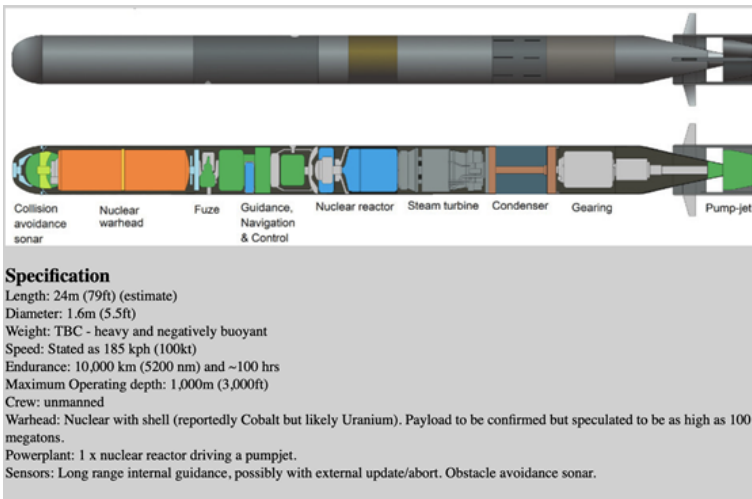 Collision avoidance sonar
Nuclear warhead
Fuze
Guidance, Navigation & Control
Nuclear reactor
Steam turbine
Condenser
Gearing
Pump-jet
Specification
Length: 24m (79ft) (estimate)
Diameter: 1.6m (5.5ft)
Weight: TBC - heavy and negatively buoyant
Speed: Stated as 185 kph (100kt)
Endurance: 10,000 km (5200 nm) and ~100 hrs
Maximum Operating depth: 1,000m (3,000ft)
Crew: unmanned
Warhead: Nuclear with shell (reportedly Cobalt but likely Uranium). Payload to be confirmed but speculated to be as high as 100
megatons.
Powerplant: 1 x nuclear reactor driving a pumpjet.
Sensors: Long range internal guidance, possibly with external update/abort. Obstacle avoidance sonar.